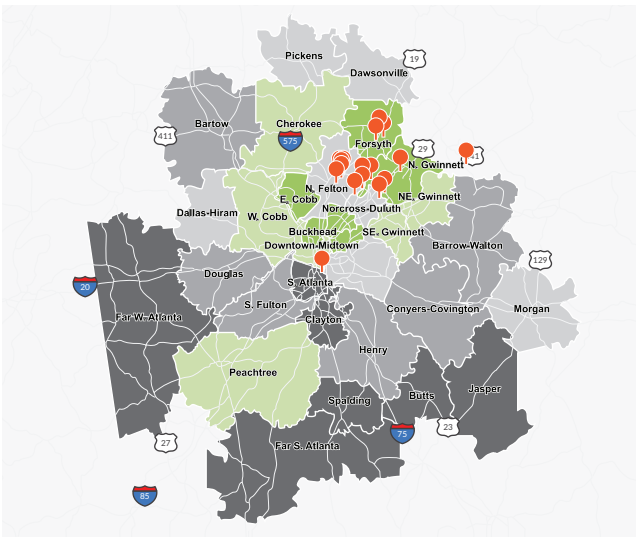 Pickens
19
Dawsonville
Bartow
Cherokee
411
575
Forsyth
29
41
N. Gwinnett
N. Fulton
E. Cobb
NE. Gwinnett
Dallas-Hiram
W. Cobb
Norcross-Duluth
Buckhead
SE. Gwinnett
Downtown-Midtown
Barrow-Walton
129
Douglas
S. Atlanta
20
S. Fulton
Far W. Atlanta
Clayton
Conyers-Covington
Morgan
Henry
Peachtree
Spalding
Butts
Jasper
27
Far S. Atlanta
75
23
85